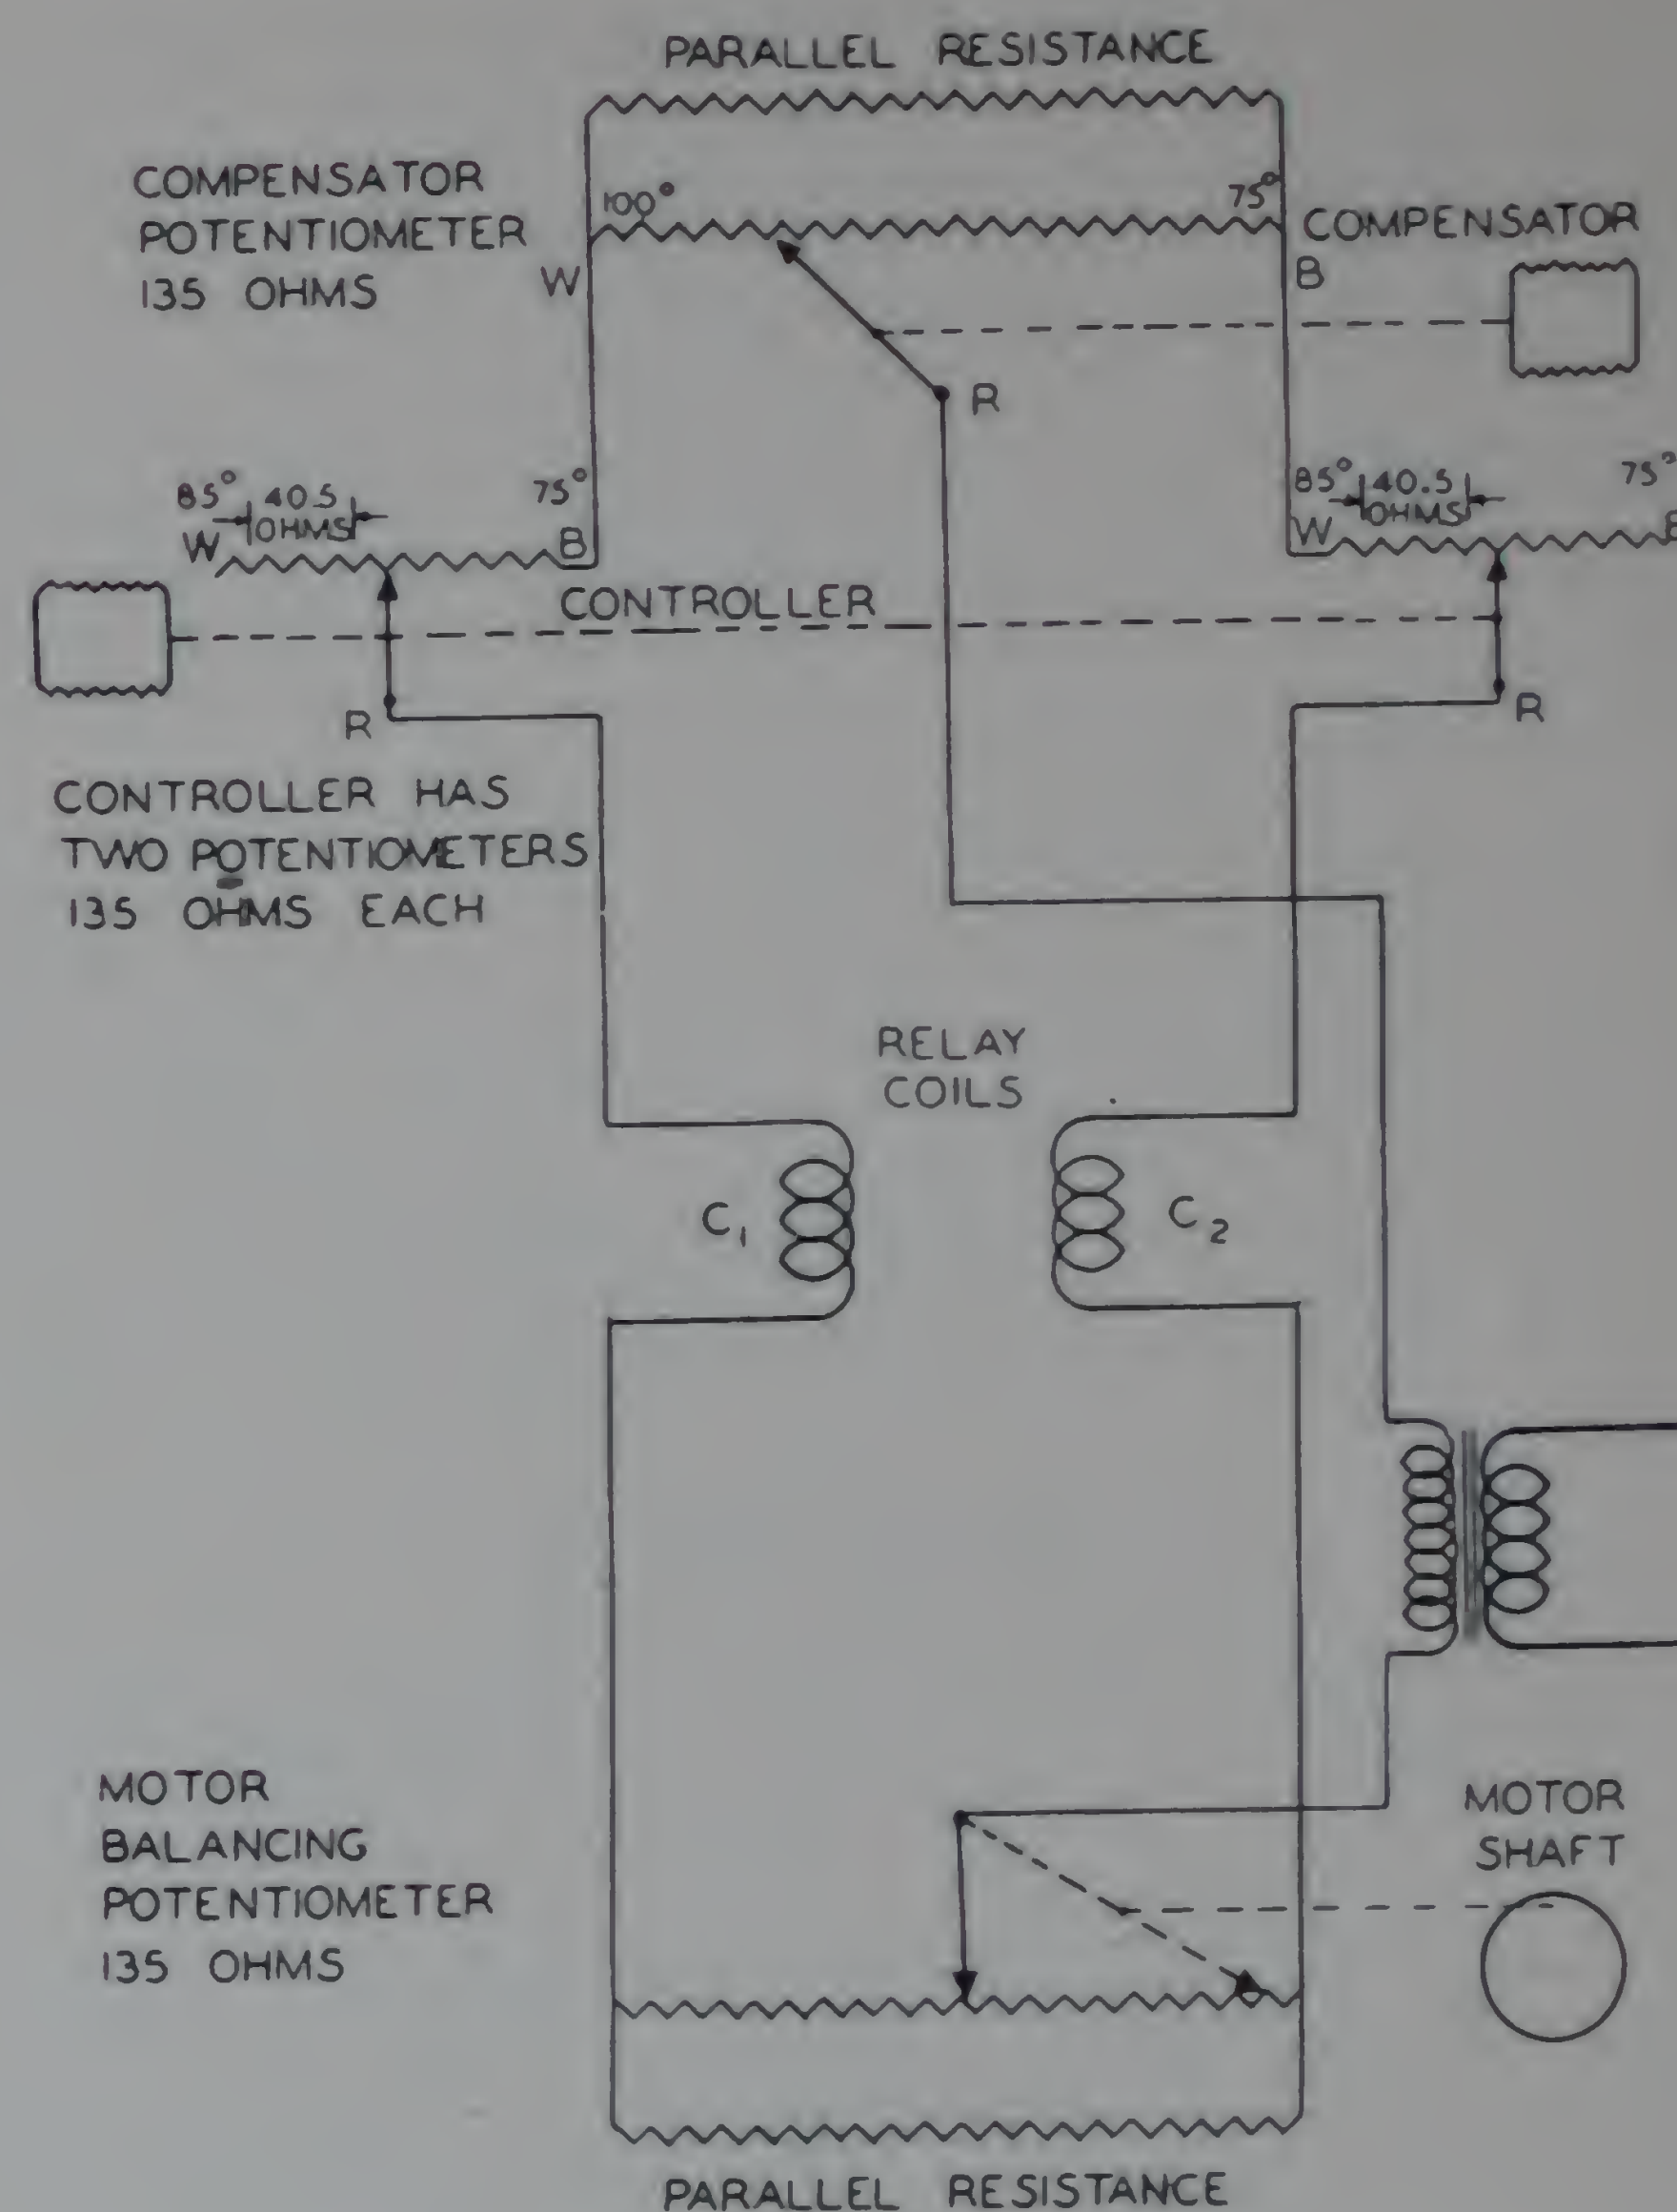 PARALLEL RESISTANCE
COMPENSATOR
POTENTIOMETER
135 OHMS
100°
75°
COMPENSATOR
W
B
R
85°
40.5
OHMS
75°
W
B
85°
40.5
OHMS
75°
W
B
CONTROLLER
R
R
CONTROLLER HAS
TWO POTENTIOMETERS
135 OHMS EACH
RELAY
COILS
C1
C2
MOTOR
BALANCING
POTENTIOMETER
135 OHMS
MOTOR
SHAFT
PARALLEL RESISTANCE